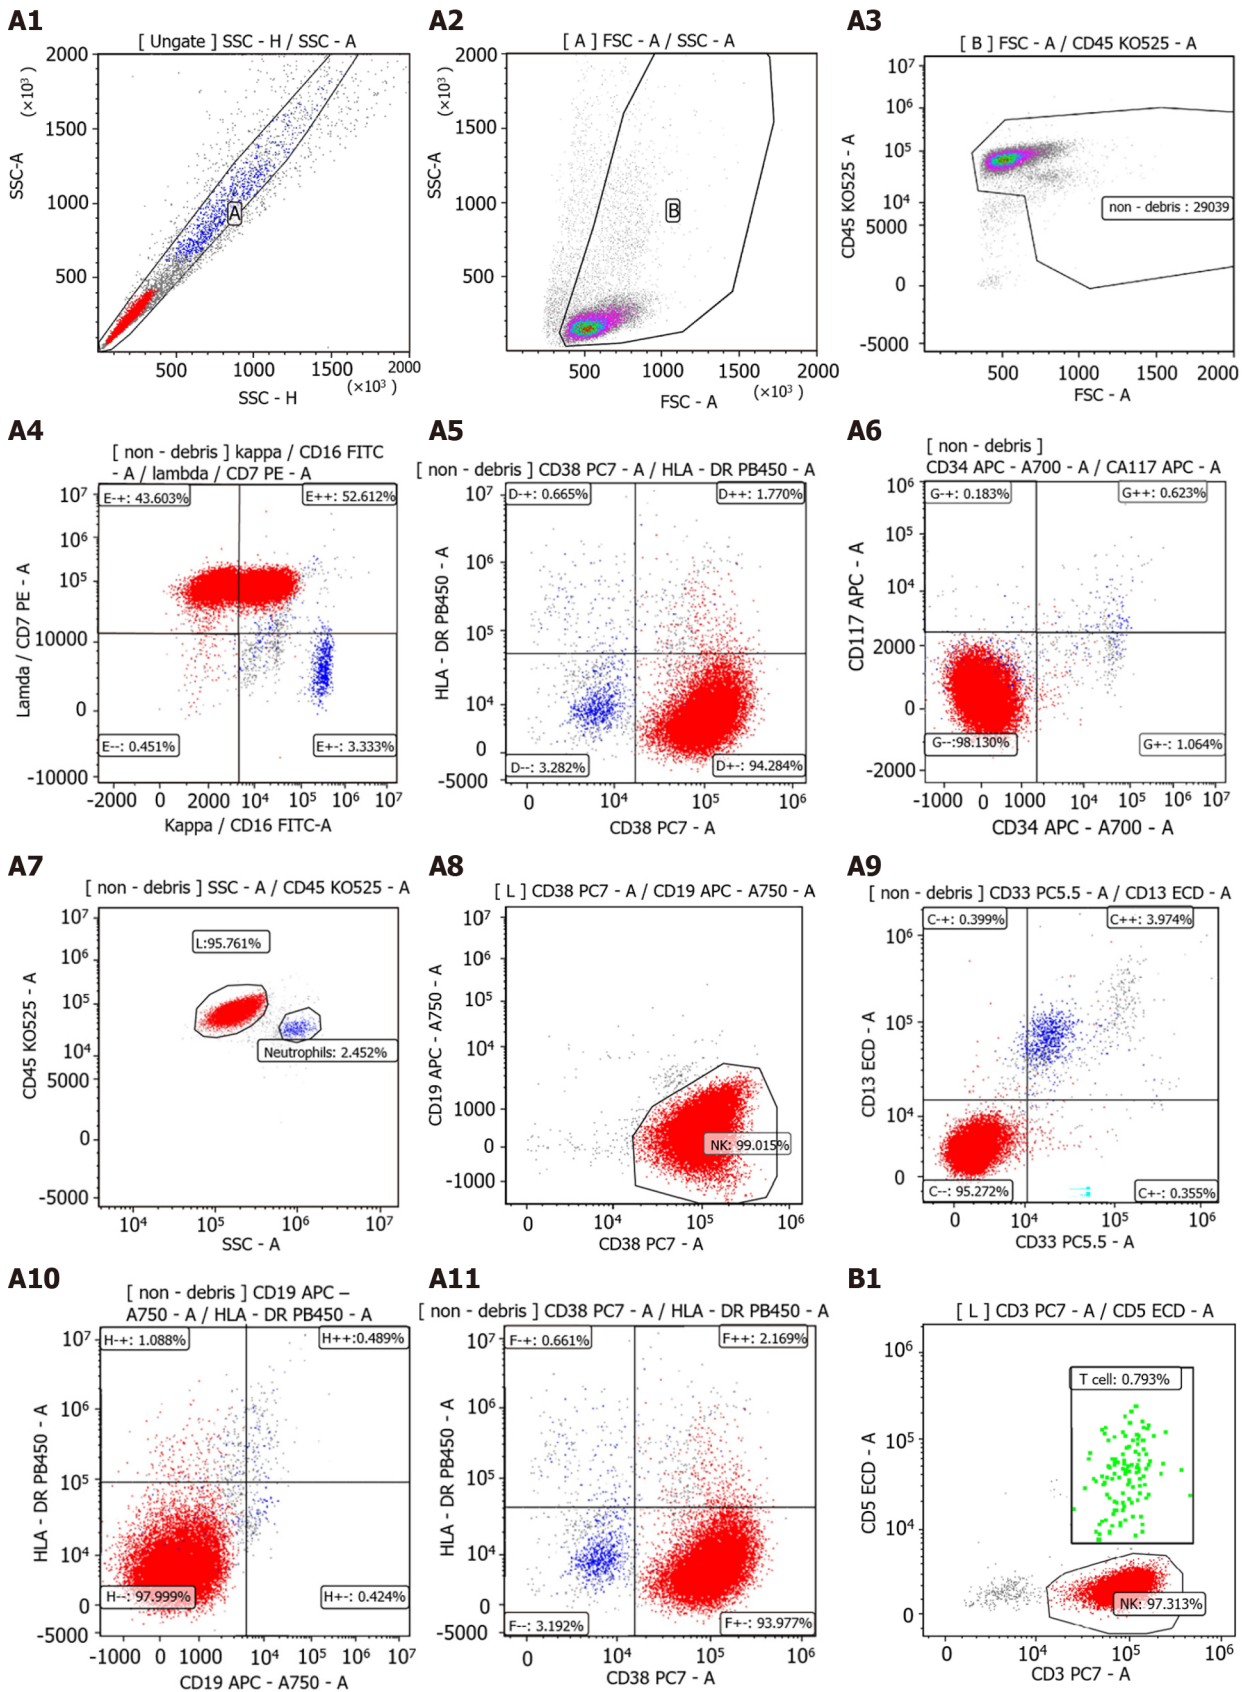 A1
[ Ungate ] SSC - H / SSC - A
2000
1500
1000
500
(×10³ )
SSC-A
A
500
1000
1500
2000
(×10³ )
SSC - H
A2
[ A ] FSC - A / SSC - A
2000
1500
1000
500
(×10³ )
SSC-A
B
500
1000
2000
(×10³ )
FSC - A
A3
[ B ] FSC - A / CD45 KO525 - A
10⁷
10⁶
10⁵
10⁴
5000
0
-5000
CD45 KO525 - A
non - debris : 29039
500
1000
1500
2000
FSC - A
A4
[ non - debris ] kappa / CD16 FITC
- A / lambda / CD7 PE - A
E-+: 43.603%
E++: 52.612%
10⁷
10⁶
10⁵
10000
0
-10000
Lamda / CD7 PE - A
E--: 0.451%
E+-: 3.333%
-2000
0
2000
10⁴
10⁵
10⁶
10⁷
Kappa / CD16 FITC-A
A5
[ non - debris ] CD38 PC7 - A / HLA - DR PB450 - A
D-+: 0.665%
D++: 1.770%
10⁷
10⁶
10⁵
10⁴
0
-5000
HLA - DR PB450 - A
D--: 3.282%
D+-: 94.284%
0
10⁴
10⁵
10⁶
CD38 PC7 - A
A6
[ non - debris ]
CD34 APC - A700 - A / CA117 APC - A
G-+: 0.183%
G++: 0.623%
10⁶
10⁵
10⁴
2000
0
-2000
CD117 APC - A
G--:98.130%
G+-: 1.064%
-1000
0
1000
10⁴
10⁵
10⁶
10⁷
CD34 APC - A700 - A
A7
[ non - debris ] SSC - A / CD45 KO525 - A
10⁷
10⁶
10⁵
10⁴
5000
0
-5000
CD45 KO525 - A
L:95.761%
Neutrophils: 2.452%
10⁴
10⁵
10⁶
SSC - A
A8
[ L ] CD38 PC7 - A / CD19 APC - A750 - A
10⁷
10⁶
10⁵
10⁴
1000
0
-1000
CD19 APC - A750 - A
NK: 99.015%
0
10⁴
10⁵
10⁶
CD38 PC7 - A
A9
[ non - debris ] CD33 PC5.5 - A / CD13 ECD - A
C-+: 0.399%
C++: 3.974%
10⁶
10⁵
10⁴
0
CD13 ECD - A
C--: 95.272%
C+-: 0.355%
0
10⁴
10⁵
10⁶
CD33 PC5.5 - A
A10
[ non - debris ] CD19 APC –
A750 - A / HLA - DR PB450 - A
H-+: 1.088%
H++:0.489%
10⁷
10⁶
10⁵
10⁴
0
-5000
HLA - DR PB450 - A
H--: 97.999%
H+-: 0.424%
-1000
0
1000
10⁴
10⁵
10⁶
10⁷
CD19 APC - A750 - A
A11
[ non - debris ] CD38 PC7 - A / HLA - DR PB450 - A
F-+: 0.661%
F++: 2.169%
10⁷
10⁶
10⁵
10⁴
0
-5000
HLA - DR PB450 - A
F--: 3.192%
F+-: 93.977%
0
10⁴
10⁵
10⁶
CD38 PC7 - A
B1
[ L ] CD3 PC7 - A / CD5 ECD - A
10⁶
10⁵
10⁴
0
CD5 ECD - A
T cell: 0.793%
NK: 97.313%
0
10⁴
10⁵
10⁶
CD3 PC7 - A